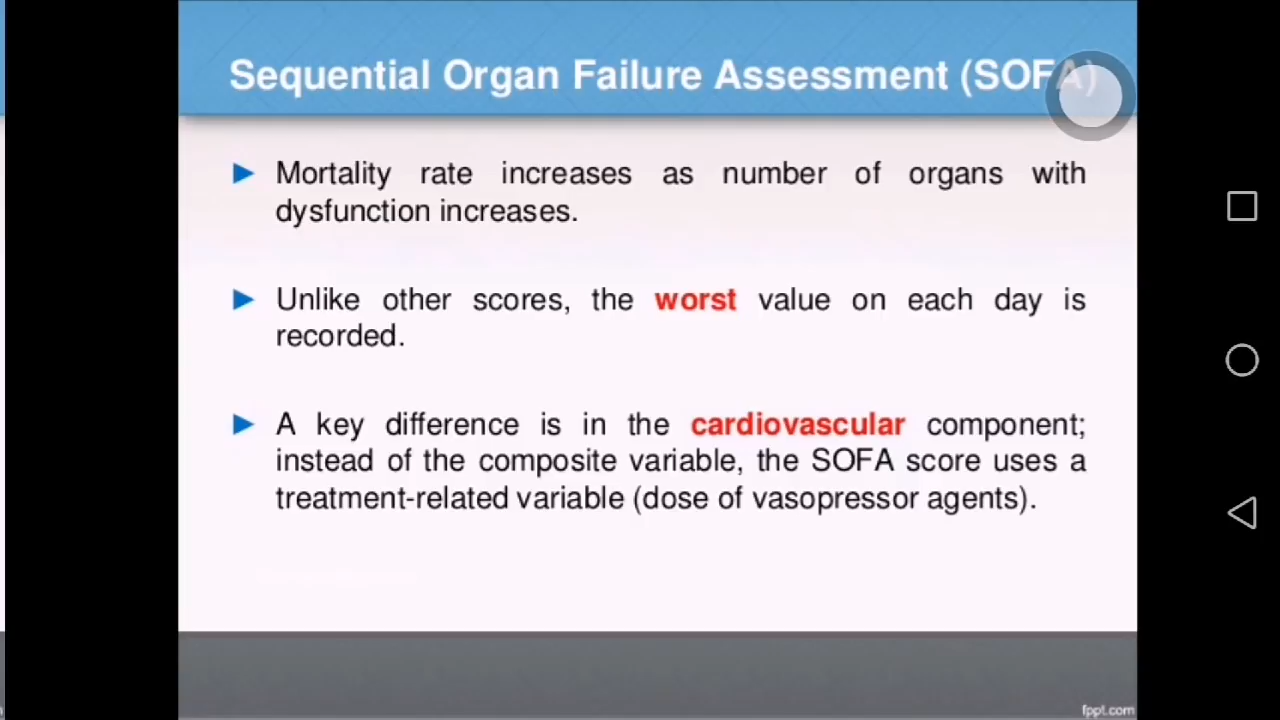 Sequential Organ Failure Assessment (SOFA)
Mortality rate increases as number of organs with
dysfunction increases.
Unlike other scores, the worst value on each day is
recorded.
A key difference is in the cardiovascular component;
instead of the composite variable, the SOFA score uses a
treatment-related variable (dose of vasopressor agents).
fppt.com